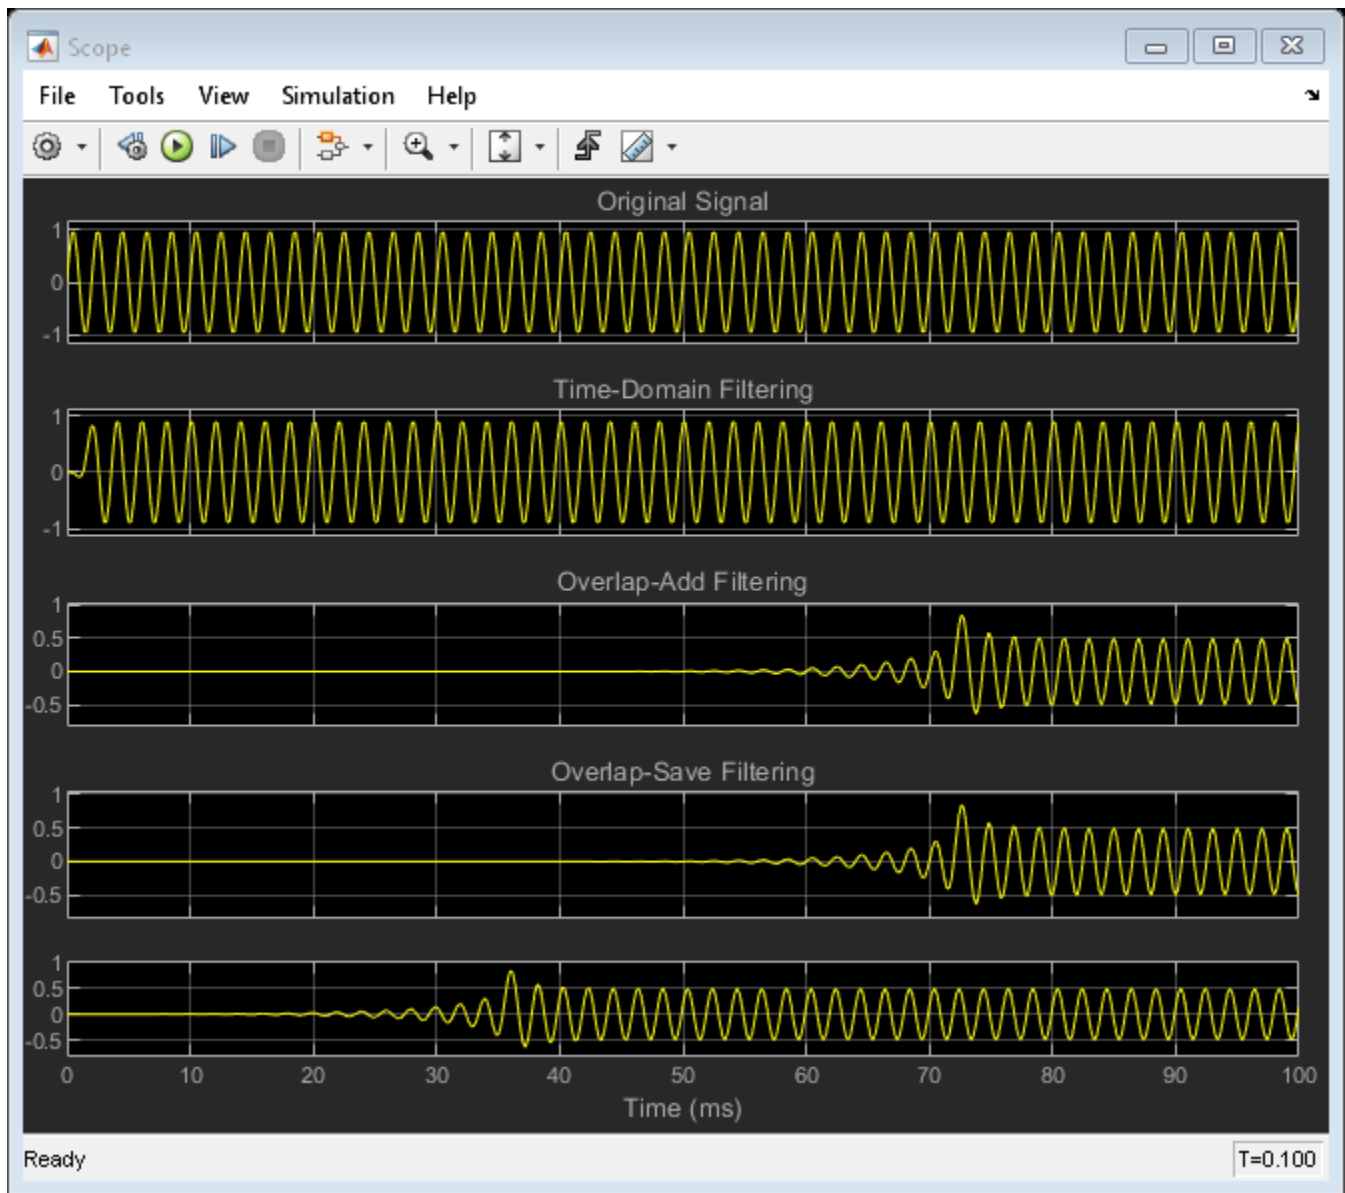 Scope
File Tools View Simulation Help
Original Signal
1
0
-1
Time-Domain Filtering
1
0
-1
Overlap-Add Filtering
1
0.5
0
-0.5
Overlap-Save Filtering
1
0.5
0
-0.5
1
0.5
0
-0.5
0 10 20 30 40 50 60 70 80 90 100
Time (ms)
Ready T=0.100